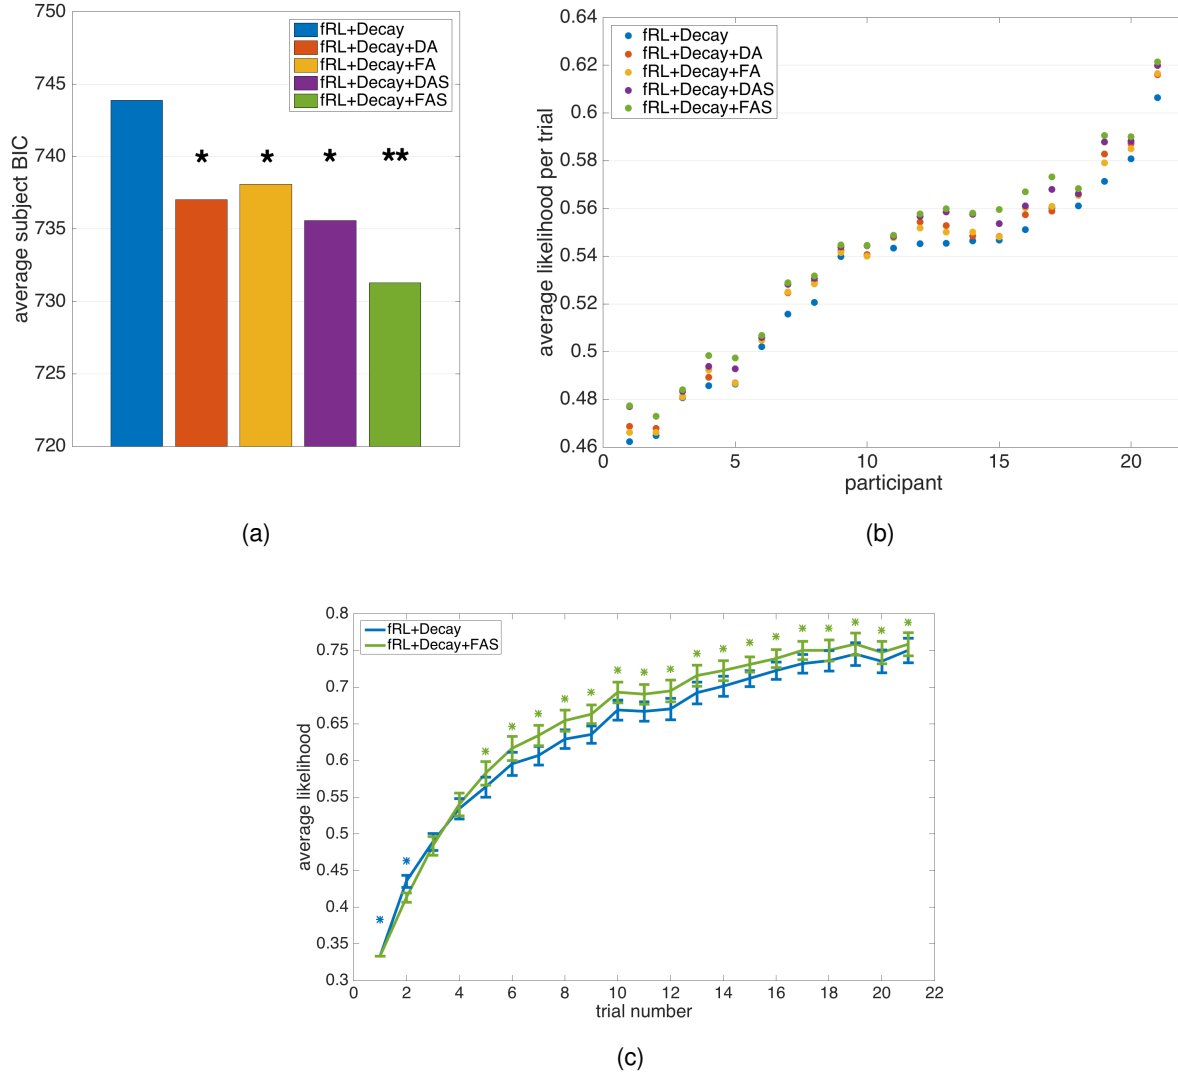 750
745
740
735
730
725
720
average subject BIC
fRL+Decay
fRL+Decay+DA
fRL+Decay+FA
fRL+Decay+DAS
fRL+Decay+FAS
*
*
*
**
(a)
0.64
0.62
0.6
0.58
0.56
0.54
0.52
0.5
0.48
0.46
average likelihood per trial
fRL+Decay
fRL+Decay+DA
fRL+Decay+FA
fRL+Decay+DAS
fRL+Decay+FAS
0 5 10 15 20
participant
(b)
0.8
0.75
0.7
0.65
0.6
0.55
0.5
0.45
0.4
0.35
0.3
average likelihood
fRL+Decay
fRL+Decay+FAS
0 2 4 6 8 10 12 14 16 18 20 22
trial number
(c)